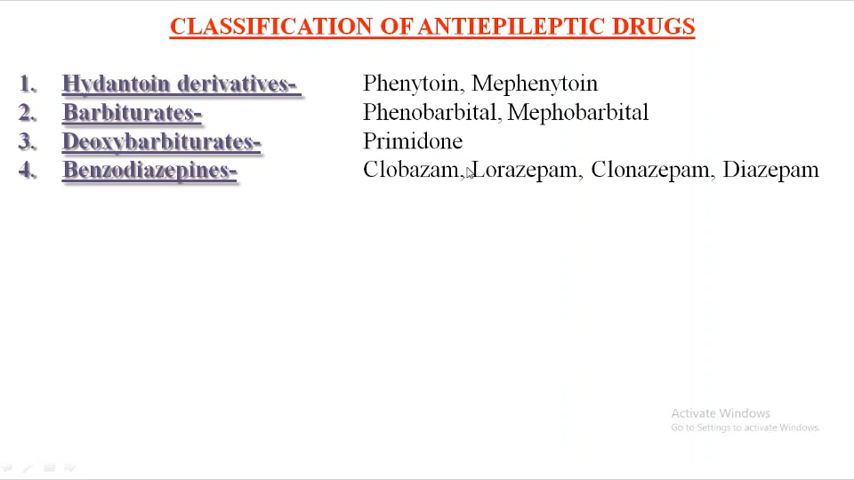 CLASSIFICATION OF ANTIEPILEPTIC DRUGS
1. Hydantoin derivatives- Phenytoin, Mephenytoin
2. Barbiturates- Phenobarbital, Mephobarbital
3. Deoxybarbiturates- Primidone
4. Benzodiazepines- Clobazam, Lorazepam, Clonazepam, Diazepam
Activate Windows
Go to Settings to activate Windows.